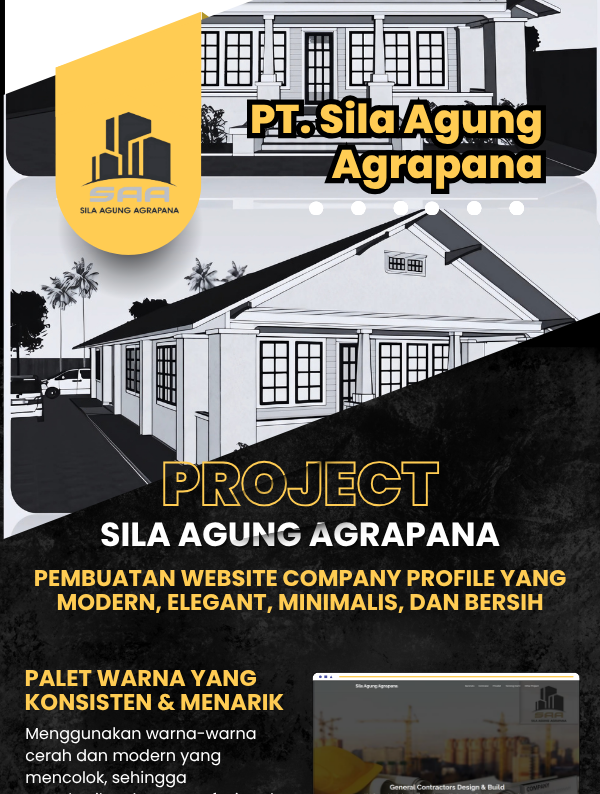 PT. Sila Agung
Agrapana
SAA
SILA AGUNG AGRAPANA
PROJECT
SILA AGUNG AGRAPANA
PEMBUATAN WEBSITE COMPANY PROFILE YANG
MODERN, ELEGANT, MINIMALIS, DAN BERSIH
PALET WARNA YANG
KONSISTEN & MENARIK
Menggunakan warna-warna
cerah dan modern yang
mencolok, sehingga
Sila Agung Agrapana
SAA
General Contractors Design & Build
COMPANY